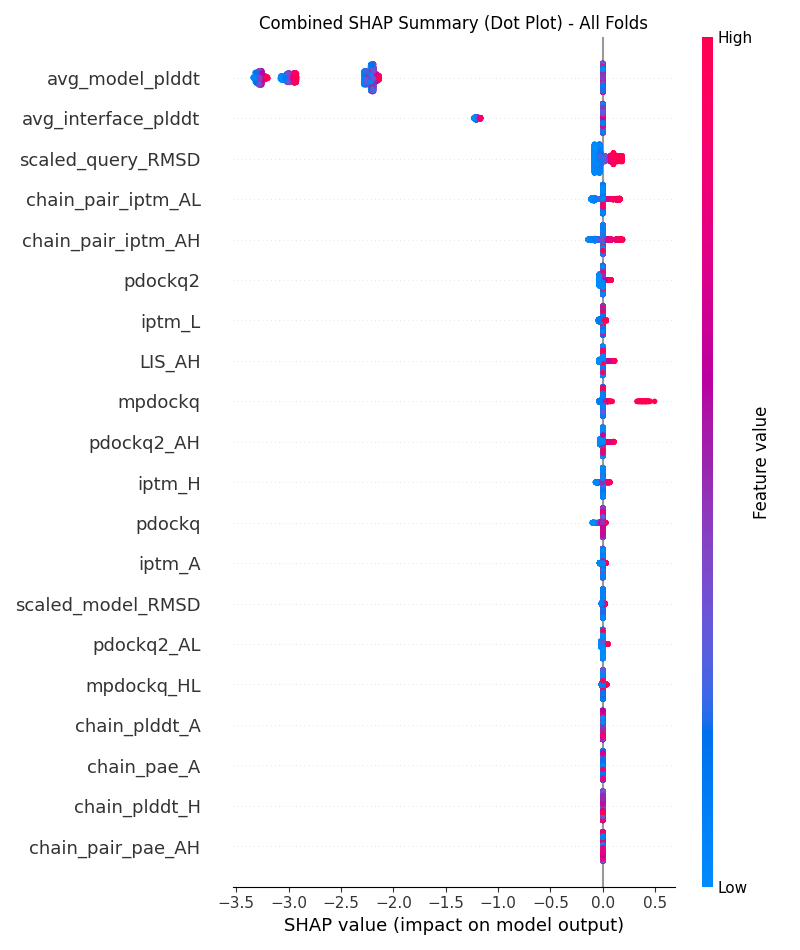 Combined SHAP Summary (Dot Plot) - All Folds
High
avg_model_plddt
avg_interface_plddt
scaled_query_RMSD
chain_pair_iptm_AL
chain_pair_iptm_AH
pdockq2
iptm_L
LIS_AH
mpdockq
pdockq2_AH
iptm_H
pdockq
iptm_A
scaled_model_RMSD
pdockq2_AL
mpdockq_HL
chain_plddt_A
chain_pae_A
chain_plddt_H
chain_pair_pae_AH
Feature value
Low
−3.5 −3.0 −2.5 −2.0 −1.5 −1.0 −0.5 0.0 0.5
SHAP value (impact on model output)